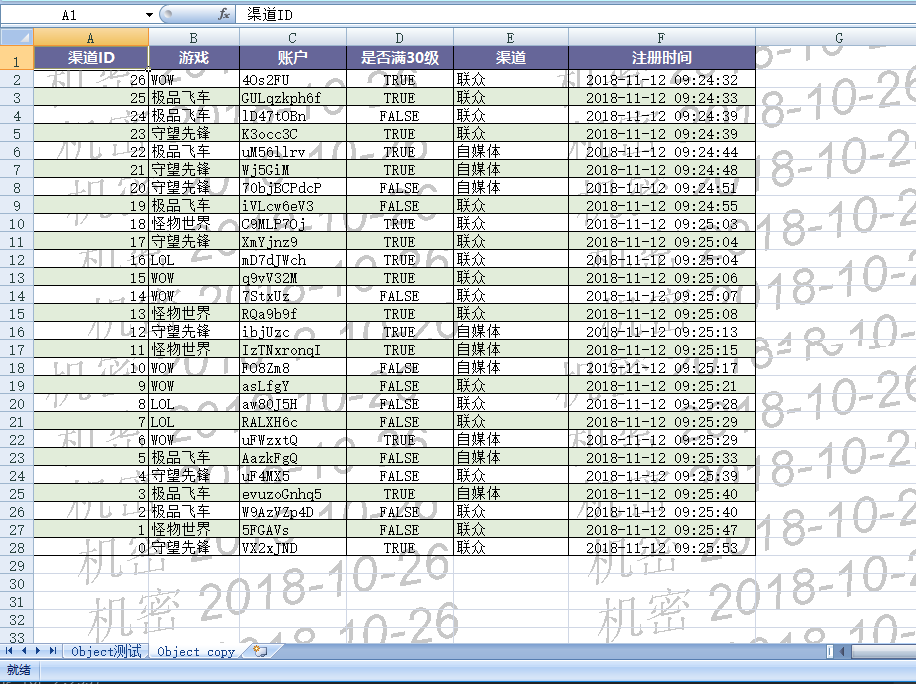 A1 fx 渠道ID
A B C D E F G
1 渠道ID 游戏 账户 是否满30级 渠道 注册时间
2 26 WOW 4Os2FU TRUE 联众 2018-11-12 09:24:32
3 25 极品飞车 GULqzkph6f TRUE 联众 2018-11-12 09:24:33
4 24 极品飞车 lD47tOBn FALSE 联众 2018-11-12 09:24:39
5 23 守望先锋 K3occ3C TRUE 联众 2018-11-12 09:24:39
6 22 极品飞车 uM56llrv TRUE 自媒体 2018-11-12 09:24:44
7 21 守望先锋 Wj5GiM TRUE 自媒体 2018-11-12 09:24:48
8 20 守望先锋 7ObjBCPdcP FALSE 自媒体 2018-11-12 09:24:51
9 19 极品飞车 iVLcw6eV3 FALSE 联众 2018-11-12 09:24:55
10 18 怪物世界 C9MLP7Oj TRUE 联众 2018-11-12 09:25:03
11 17 守望先锋 XmYjnz9 TRUE 联众 2018-11-12 09:25:04
12 16 LOL mD7dJWch TRUE 联众 2018-11-12 09:25:04
13 15 WOW q9vV32M TRUE 联众 2018-11-12 09:25:06
14 14 WOW 7StxUz FALSE 联众 2018-11-12 09:25:07
15 13 怪物世界 RQa9b9f TRUE 联众 2018-11-12 09:25:08
16 12 守望先锋 ibjUzc TRUE 自媒体 2018-11-12 09:25:13
17 11 怪物世界 IzTNxronqI TRUE 自媒体 2018-11-12 09:25:15
18 10 WOW FO8Zm8 FALSE 自媒体 2018-11-12 09:25:17
19 9 WOW asLfgY FALSE 联众 2018-11-12 09:25:21
20 8 LOL aw80J5H FALSE 联众 2018-11-12 09:25:28
21 7 LOL RALXH6c FALSE 联众 2018-11-12 09:25:29
22 6 WOW uFWzxtQ TRUE 自媒体 2018-11-12 09:25:29
23 5 极品飞车 AazkFgQ FALSE 自媒体 2018-11-12 09:25:33
24 4 守望先锋 uF4MX5 FALSE 联众 2018-11-12 09:25:39
25 3 极品飞车 evuzoGnhq5 TRUE 自媒体 2018-11-12 09:25:40
26 2 极品飞车 W9AzVZp4D FALSE 联众 2018-11-12 09:25:40
27 1 怪物世界 5FGAVs FALSE 联众 2018-11-12 09:25:47
28 0 守望先锋 VX2xJND TRUE 联众 2018-11-12 09:25:53
29
30
31
32
33
机密 2018-10-26
机密 2018-10-26
机密 2018-10-2
Object测试 Object copy
就绪